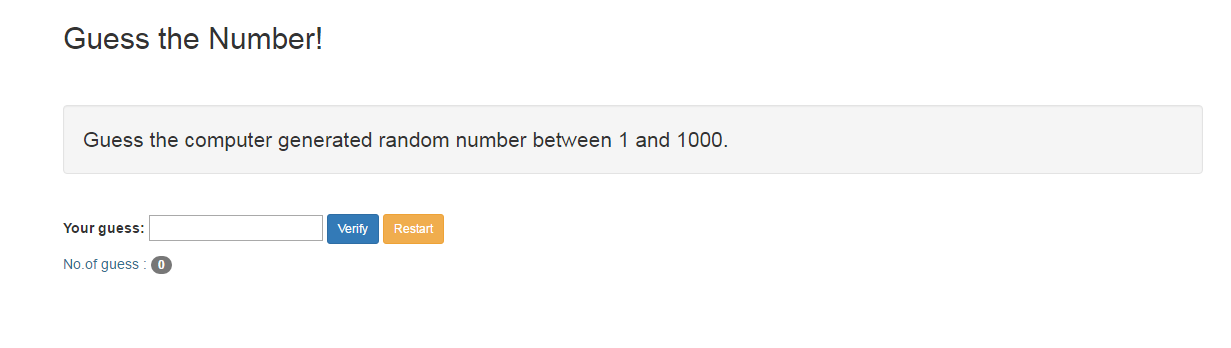 Guess the Number!
Guess the computer generated random number between 1 and 1000.
Your guess: Verify Restart
No.of guess : 0